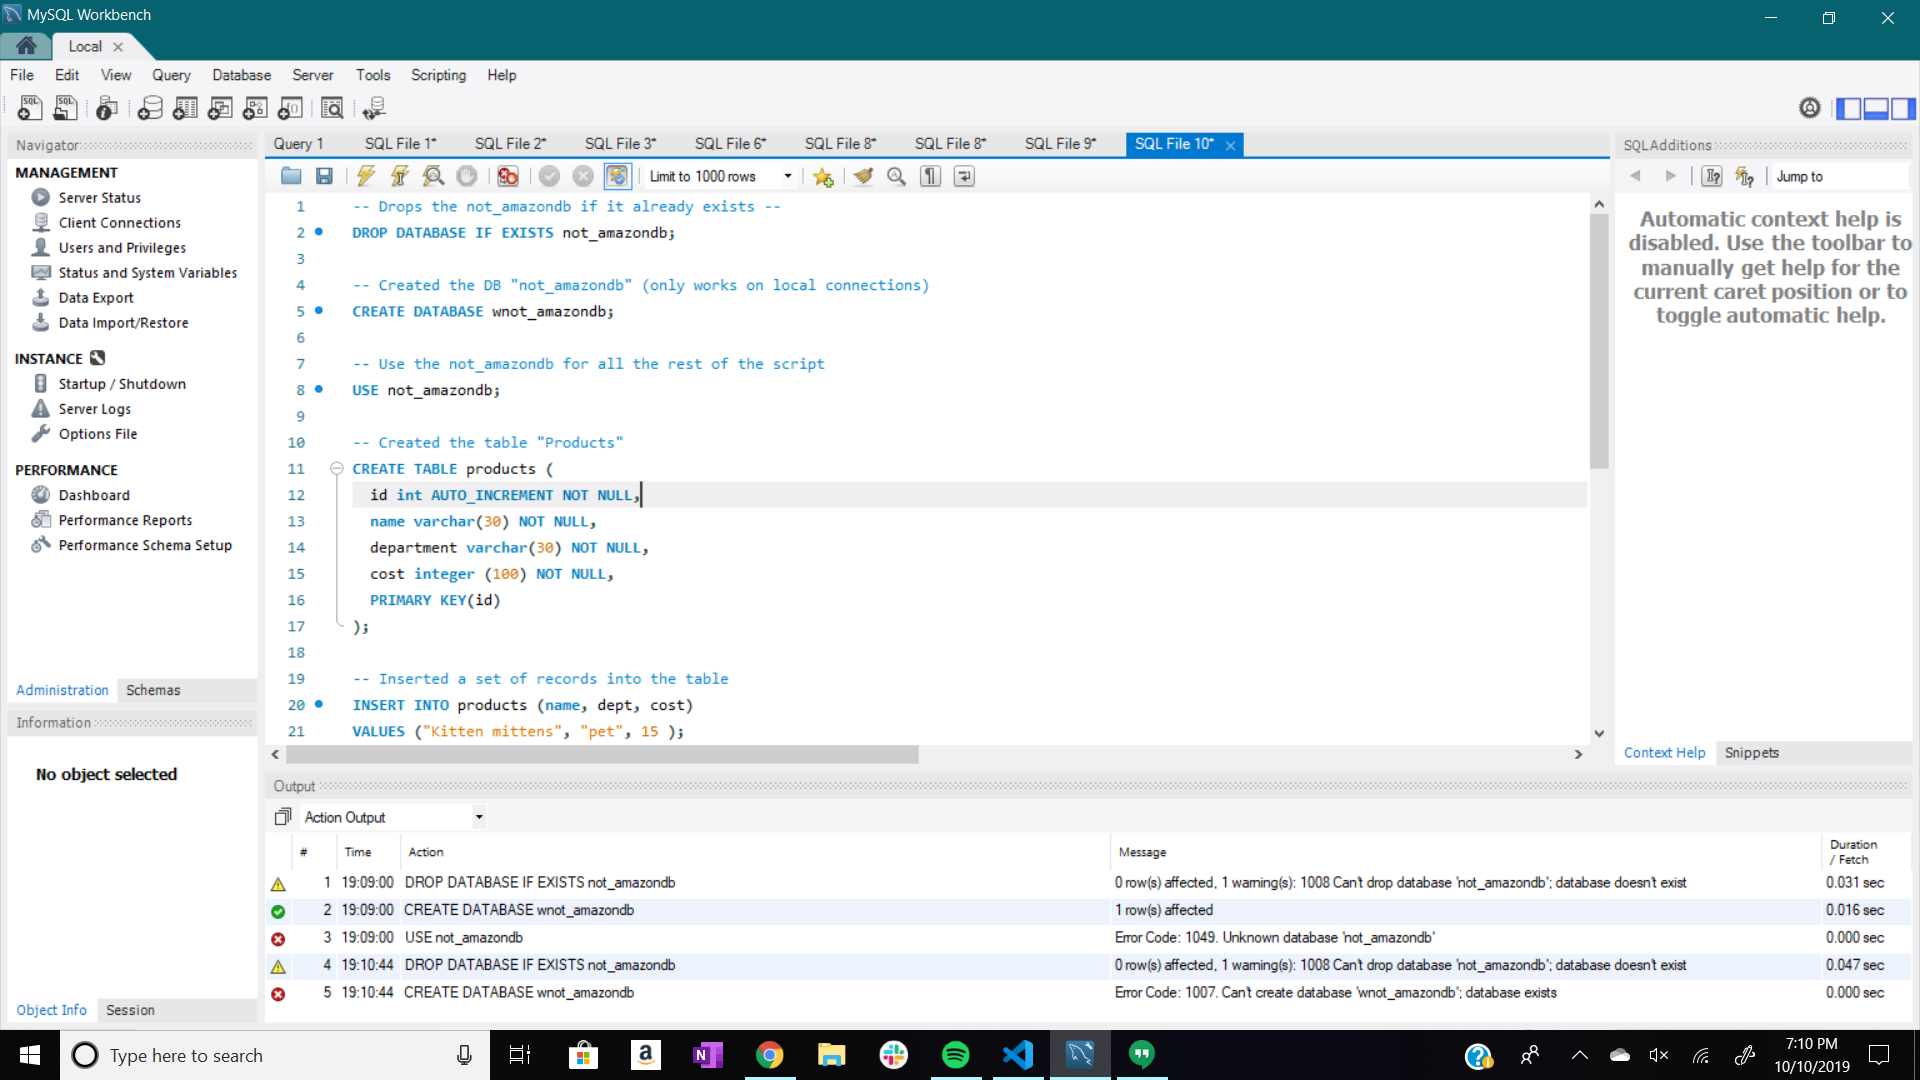 MySQL Workbench
Local
File Edit View Query Database Server Tools Scripting Help
Navigator
MANAGEMENT
Server Status
Client Connections
Users and Privileges
Status and System Variables
Data Export
Data Import/Restore
INSTANCE
Startup / Shutdown
Server Logs
Options File
PERFORMANCE
Dashboard
Performance Reports
Performance Schema Setup
Administration Schemas
Information
No object selected
Object Info Session
Query 1 SQL File 1* SQL File 2* SQL File 3* SQL File 6* SQL File 8* SQL File 8* SQL File 9* SQL File 10*
Limit to 1000 rows
1 -- Drops the not_amazondb if it already exists --
2 DROP DATABASE IF EXISTS not_amazondb;
3
4 -- Created the DB "not_amazondb" (only works on local connections)
5 CREATE DATABASE wnot_amazondb;
6
7 -- Use the not_amazondb for all the rest of the script
8 USE not_amazondb;
9
10 -- Created the table "Products"
11 CREATE TABLE products (
12 id int AUTO_INCREMENT NOT NULL,
13 name varchar(30) NOT NULL,
14 department varchar(30) NOT NULL,
15 cost integer (100) NOT NULL,
16 PRIMARY KEY(id)
17 );
18
19 -- Inserted a set of records into the table
20 INSERT INTO products (name, dept, cost)
21 VALUES ("Kitten mittens", "pet", 15 );
SQLAdditions
Jump to
Automatic context help is
disabled. Use the toolbar to
manually get help for the
current caret position or to
toggle automatic help.
Context Help Snippets
Output
Action Output
# Time Action Message Duration / Fetch
1 19:09:00 DROP DATABASE IF EXISTS not_amazondb 0 row(s) affected, 1 warning(s): 1008 Can't drop database 'not_amazondb'; database doesn't exist 0.031 sec
2 19:09:00 CREATE DATABASE wnot_amazondb 1 row(s) affected 0.016 sec
3 19:09:00 USE not_amazondb Error Code: 1049. Unknown database 'not_amazondb' 0.000 sec
4 19:10:44 DROP DATABASE IF EXISTS not_amazondb 0 row(s) affected, 1 warning(s): 1008 Can't drop database 'not_amazondb'; database doesn't exist 0.047 sec
5 19:10:44 CREATE DATABASE wnot_amazondb Error Code: 1007. Can't create database 'wnot_amazondb'; database exists 0.000 sec
Type here to search
7:10 PM
10/10/2019